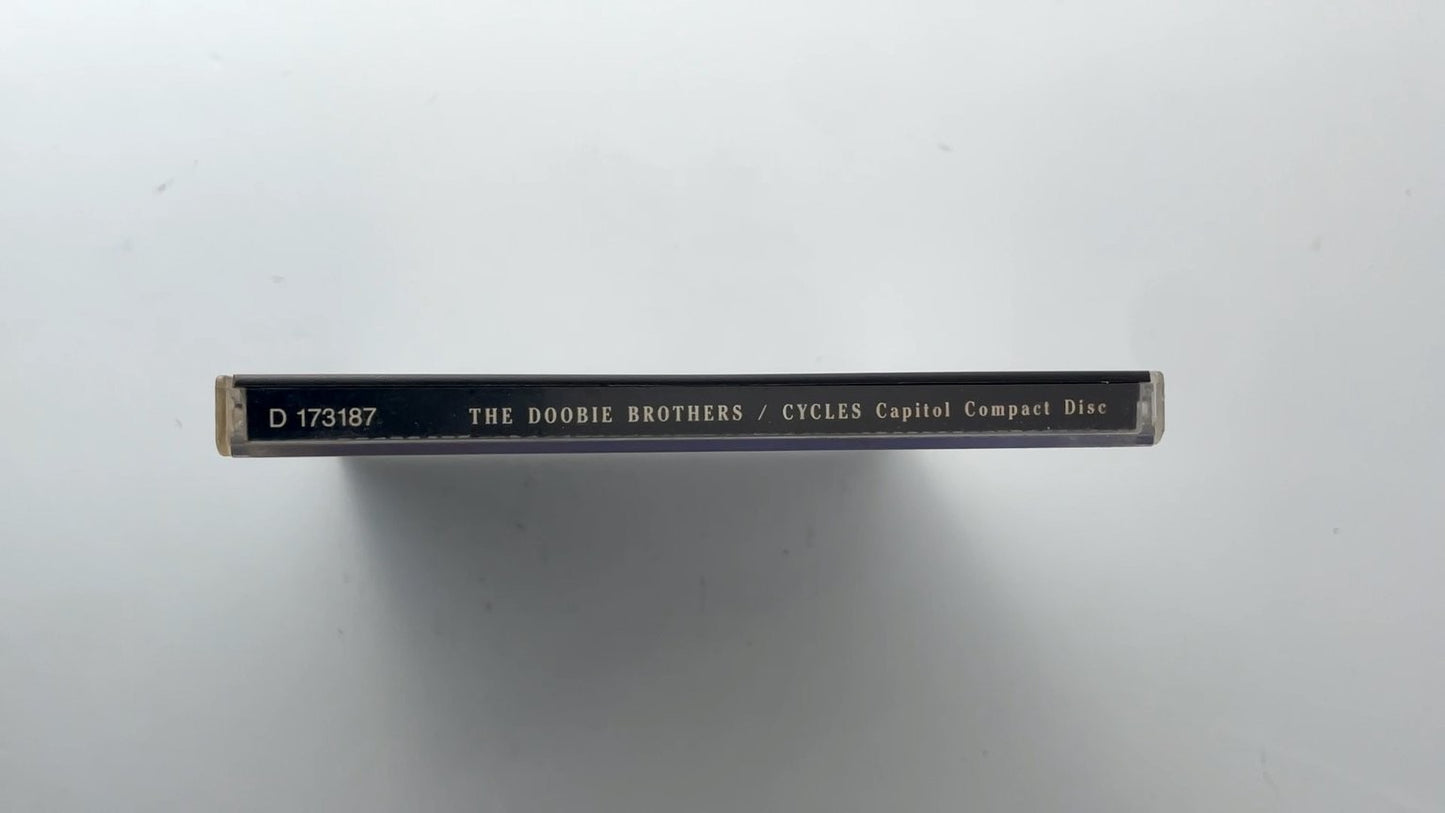 D 173187 THE DOOBIE BROTHERS / CYCLES Capitol Compact Disc